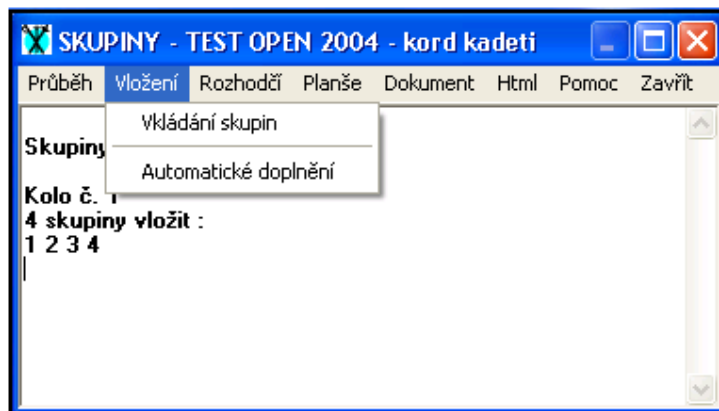 SKUPINY - TEST OPEN 2004 - kord kadeti
Průběh Vložení Rozhodčí Planše Dokument Html Pomoc Zavřít
Vkládání skupin
Automatické doplnění
Skupiny
Kolo č. 1
4 skupiny vložit :
1 2 3 4